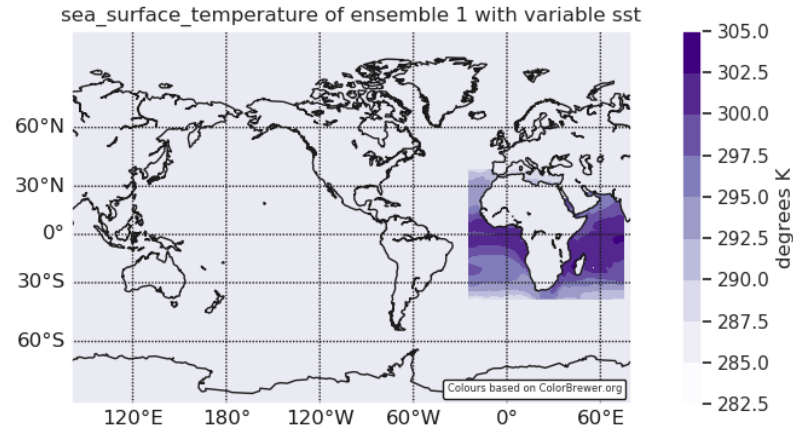 sea_surface_temperature of ensemble 1 with variable sst
305.0
302.5
300.0
297.5
295.0
292.5
290.0
287.5
285.0
282.5
degrees K
60°N
30°N
0°
30°S
60°S
Colours based on ColorBrewer.org
120°E 180° 120°W 60°W 0° 60°E